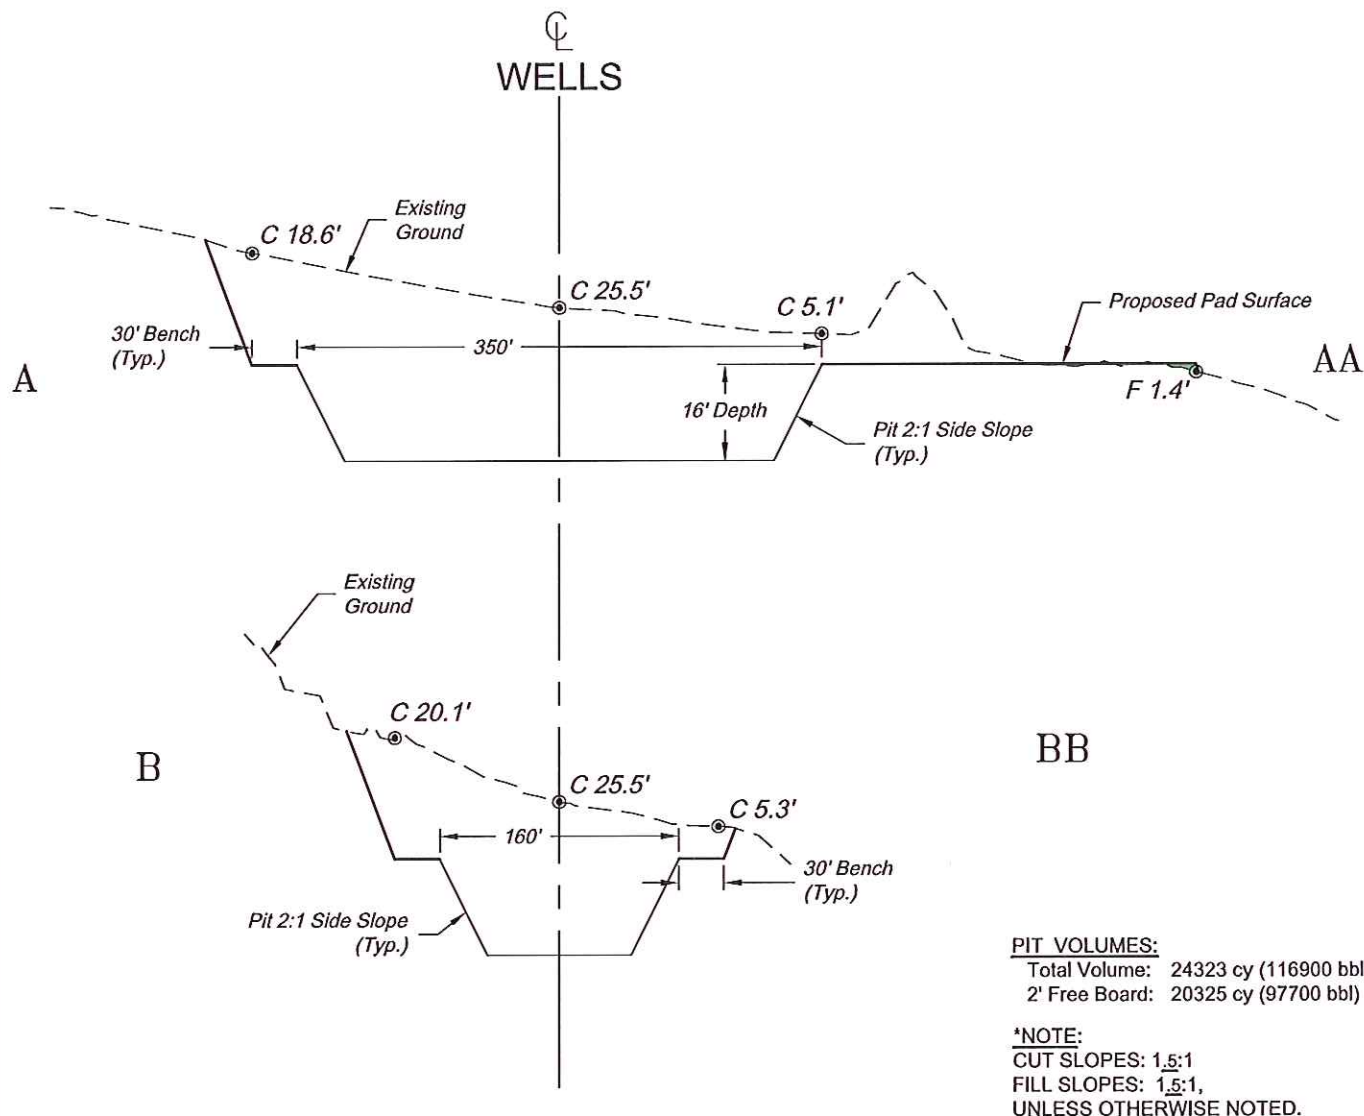 CL
WELLS
Existing
Ground
C 18.6'
C 25.5'
C 5.1'
Proposed Pad Surface
30' Bench
(Typ.)
350'
A
AA
16' Depth
F 1.4'
Pit 2:1 Side Slope
(Typ.)
Existing
Ground
C 20.1'
B
BB
C 25.5'
C 5.3'
160'
30' Bench
(Typ.)
Pit 2:1 Side Slope
(Typ.)
PIT VOLUMES:
Total Volume: 24323 cy (116900 bbl
2' Free Board: 20325 cy (97700 bbl)
*NOTE:
CUT SLOPES: 1.5:1
FILL SLOPES: 1.5:1,
UNLESS OTHERWISE NOTED.